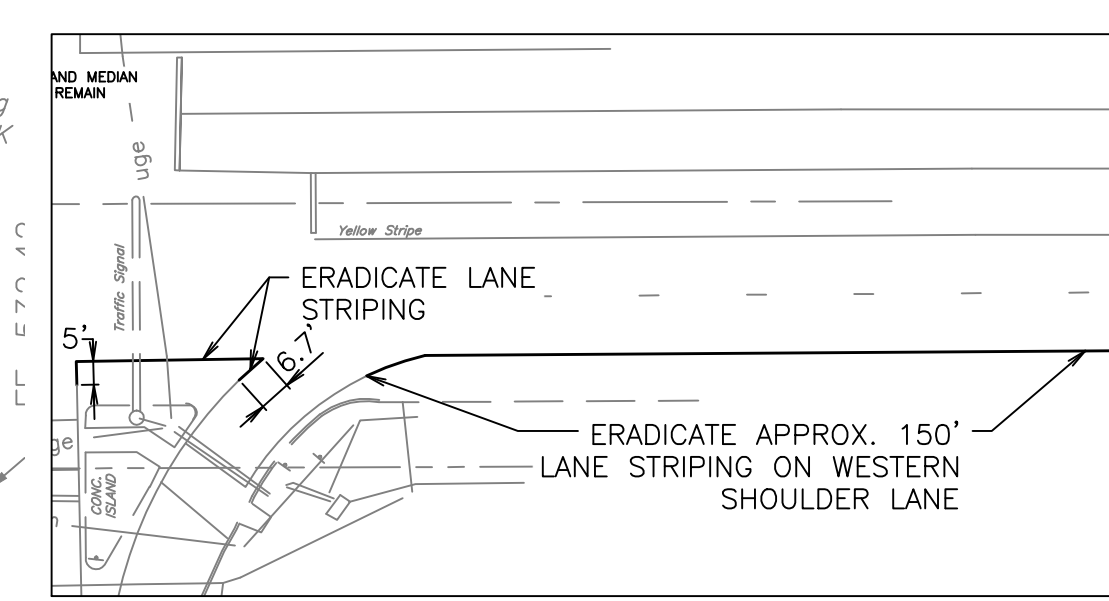 AND MEDIAN
REMAIN
uge
Yellow Stripe
Traffic Signal
ERADICATE LANE
STRIPING
5'
6.7'
ERADICATE APPROX. 150'
LANE STRIPING ON WESTERN
SHOULDER LANE
ge
CONC.
ISLAND